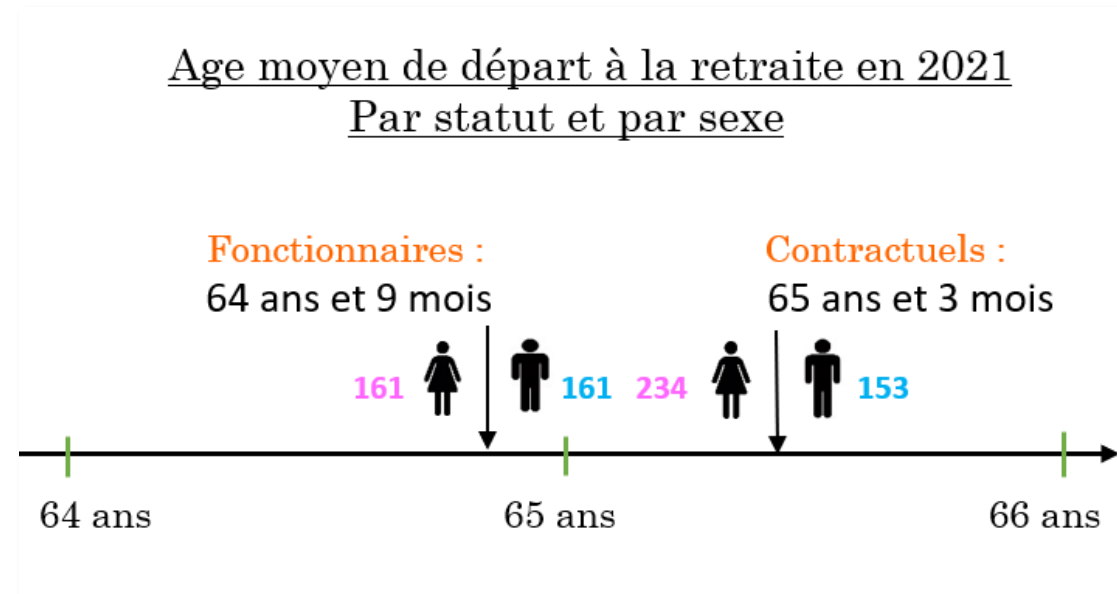 Age moyen de départ à la retraite en 2021
Par statut et par sexe
Fonctionnaires :
64 ans et 9 mois
Contractuels :
65 ans et 3 mois
161
161
234
153
64 ans
65 ans
66 ans